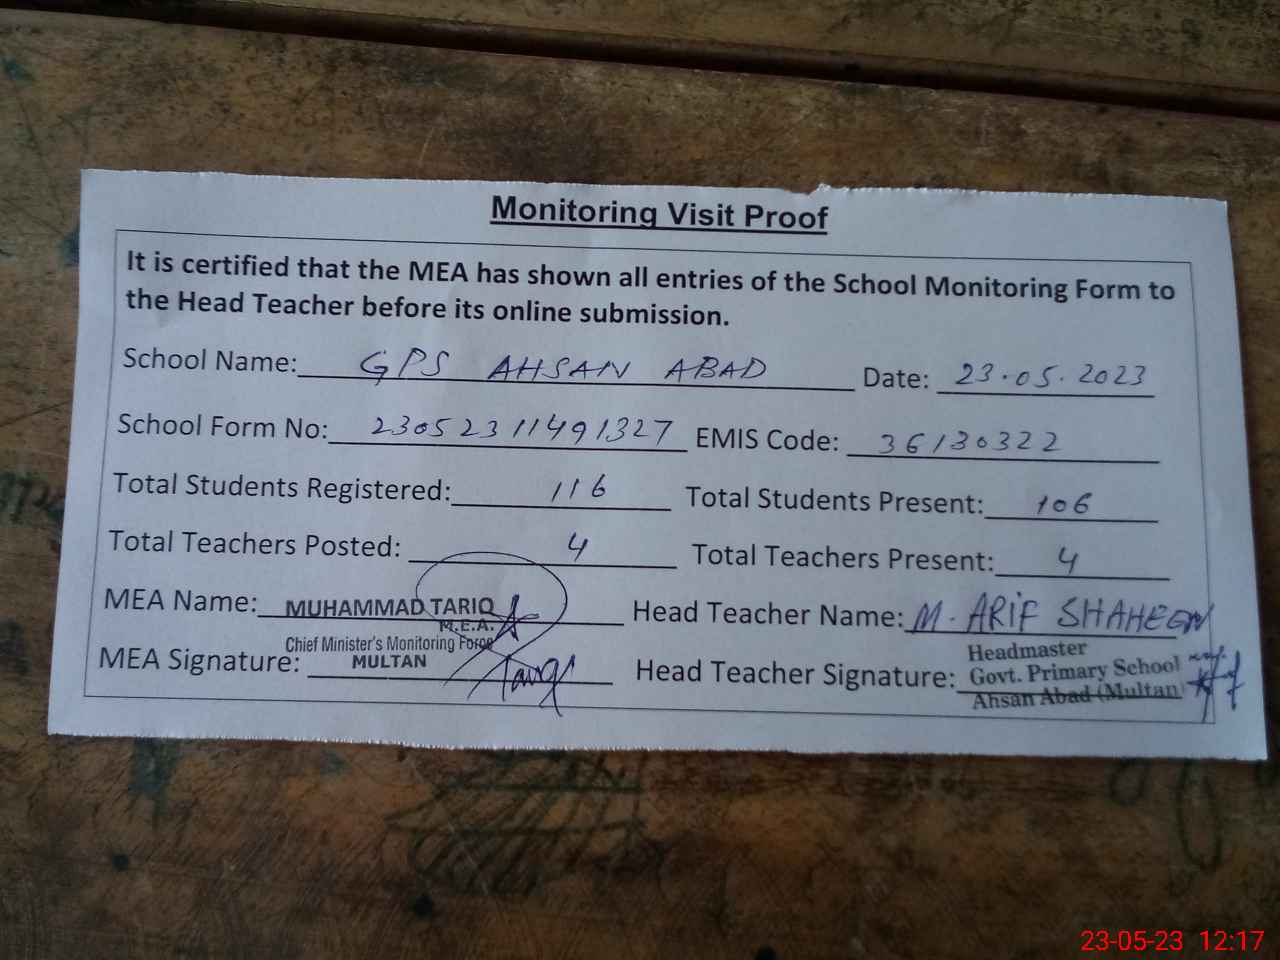 Monitoring Visit Proof
It is certified that the MEA has shown all entries of the School Monitoring Form to
the Head Teacher before its online submission.
School Name: GPS AHSAN ABAD Date: 23.05.2023
School Form No: 23052311491327 EMIS Code: 36130322
Total Students Registered: 116 Total Students Present: 106
Total Teachers Posted: 4 Total Teachers Present: 4
MEA Name: MUHAMMAD TARIQ Head Teacher Name: M. ARIF SHAHEEN
M.E.A.
Chief Minister's Monitoring Force
MEA Signature: MULTAN Head Teacher Signature: Headmaster
Govt. Primary School
Ahsan Abad (Multan)
23-05-23 12:17